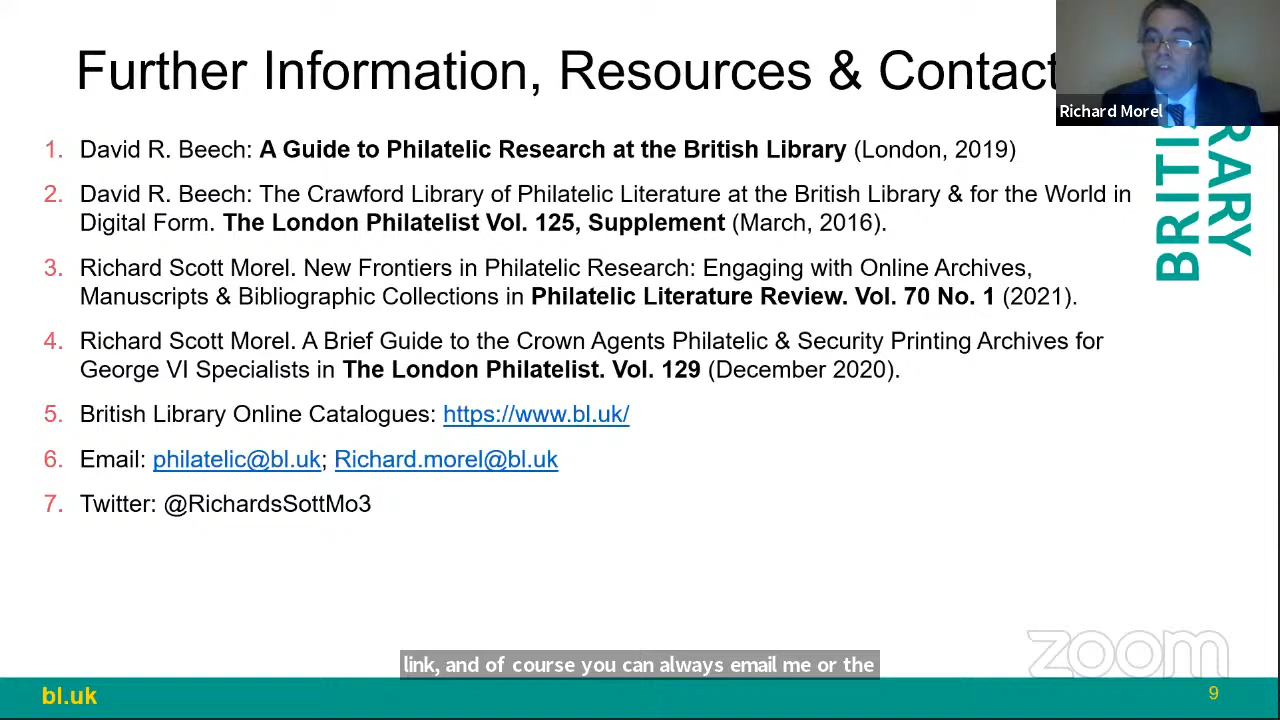 Further Information, Resources & Contact
Richard Morel
BRITIS
RARY
1. David R. Beech: A Guide to Philatelic Research at the British Library (London, 2019)
2. David R. Beech: The Crawford Library of Philatelic Literature at the British Library & for the World in
Digital Form. The London Philatelist Vol. 125, Supplement (March, 2016).
3. Richard Scott Morel. New Frontiers in Philatelic Research: Engaging with Online Archives,
Manuscripts & Bibliographic Collections in Philatelic Literature Review. Vol. 70 No. 1 (2021).
4. Richard Scott Morel. A Brief Guide to the Crown Agents Philatelic & Security Printing Archives for
George VI Specialists in The London Philatelist. Vol. 129 (December 2020).
5. British Library Online Catalogues: https://www.bl.uk/
6. Email: philatelic@bl.uk; Richard.morel@bl.uk
7. Twitter: @RichardsSottMo3
zoom
link, and of course you can always email me or the
bl.uk
9